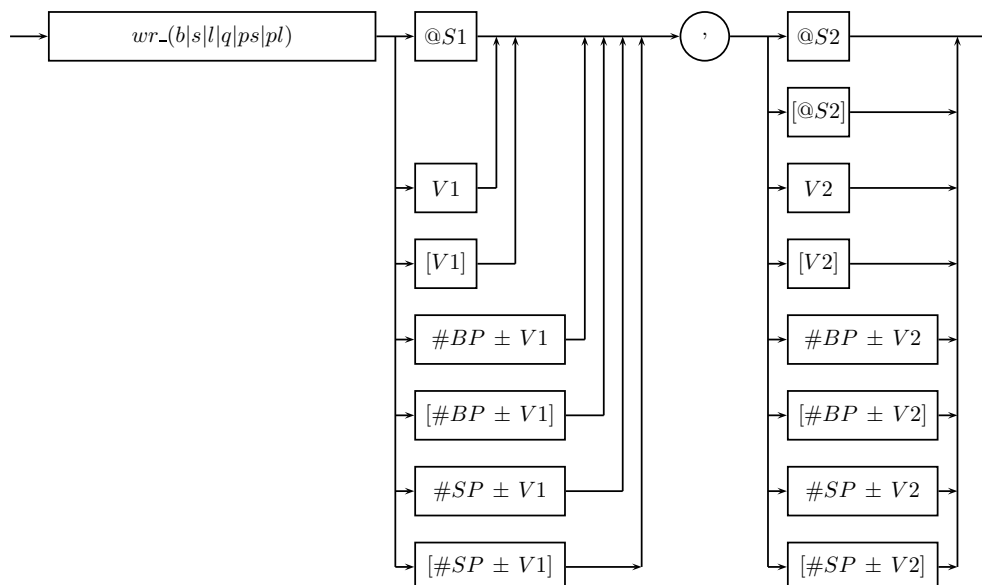 wr_(b|s|l|q|ps|pl) @S1 , @S2
[@S2]
V1 V2
[V1] [V2]
#BP ± V1 #BP ± V2
[#BP ± V1] [#BP ± V2]
#SP ± V1 #SP ± V2
[#SP ± V1] [#SP ± V2]